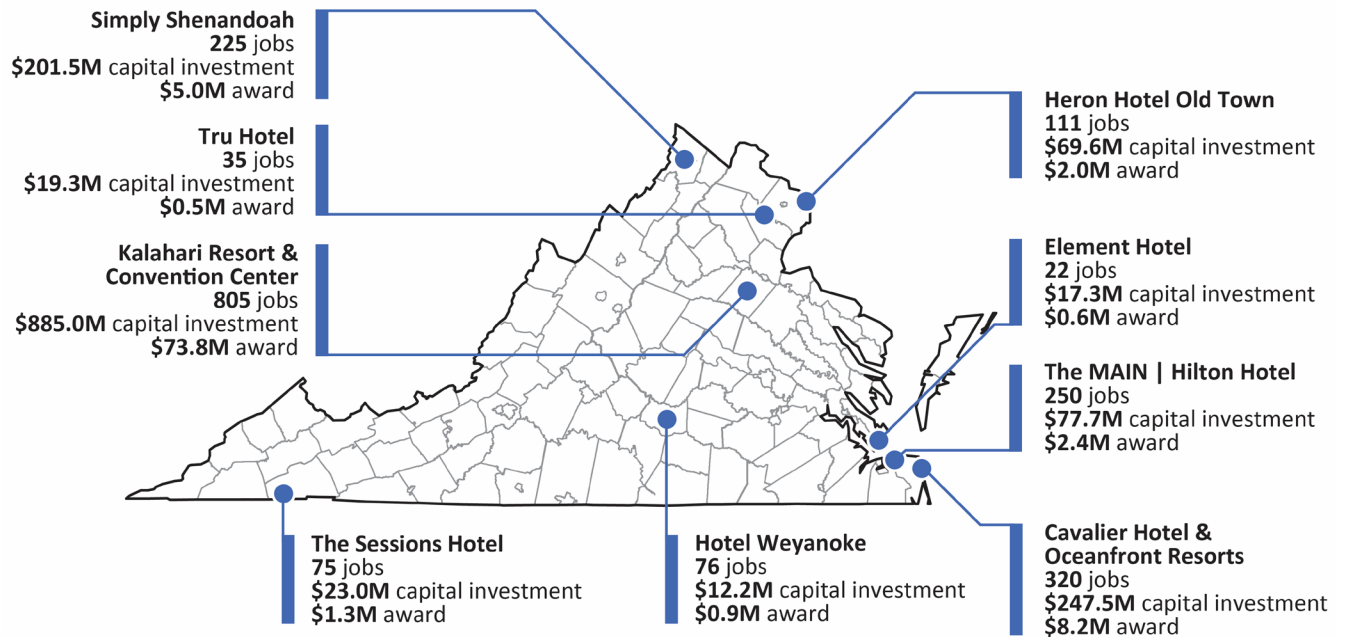 Simply Shenandoah
225 jobs
$201.5M capital investment
$5.0M award
Tru Hotel
35 jobs
$19.3M capital investment
$0.5M award
Kalahari Resort &
Convention Center
805 jobs
$885.0M capital investment
$73.8M award
Heron Hotel Old Town
111 jobs
$69.6M capital investment
$2.0M award
Element Hotel
22 jobs
$17.3M capital investment
$0.6M award
The MAIN | Hilton Hotel
250 jobs
$77.7M capital investment
$2.4M award
Cavalier Hotel &
Oceanfront Resorts
320 jobs
$247.5M capital investment
$8.2M award
The Sessions Hotel
75 jobs
$23.0M capital investment
$1.3M award
Hotel Weyanoke
76 jobs
$12.2M capital investment
$0.9M award